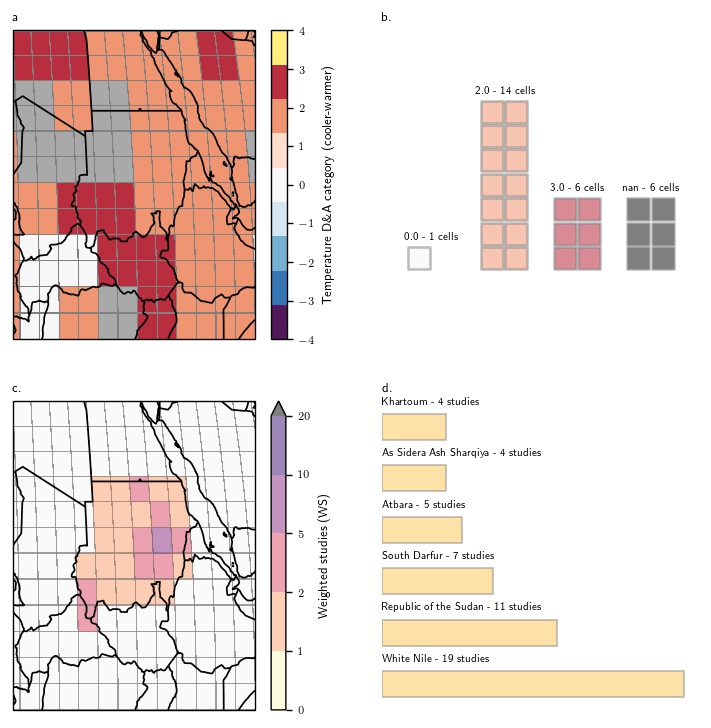 a
4
3
2
1
0
−1
−2
−3
−4
Temperature D&A category (cooler-warmer)
b.
2.0 - 14 cells
3.0 - 6 cells
nan - 6 cells
0.0 - 1 cells
c.
20
10
5
2
1
0
Weighted studies (WS)
d.
Khartoum - 4 studies
As Sidera Ash Sharqiya - 4 studies
Atbara - 5 studies
South Darfur - 7 studies
Republic of the Sudan - 11 studies
White Nile - 19 studies